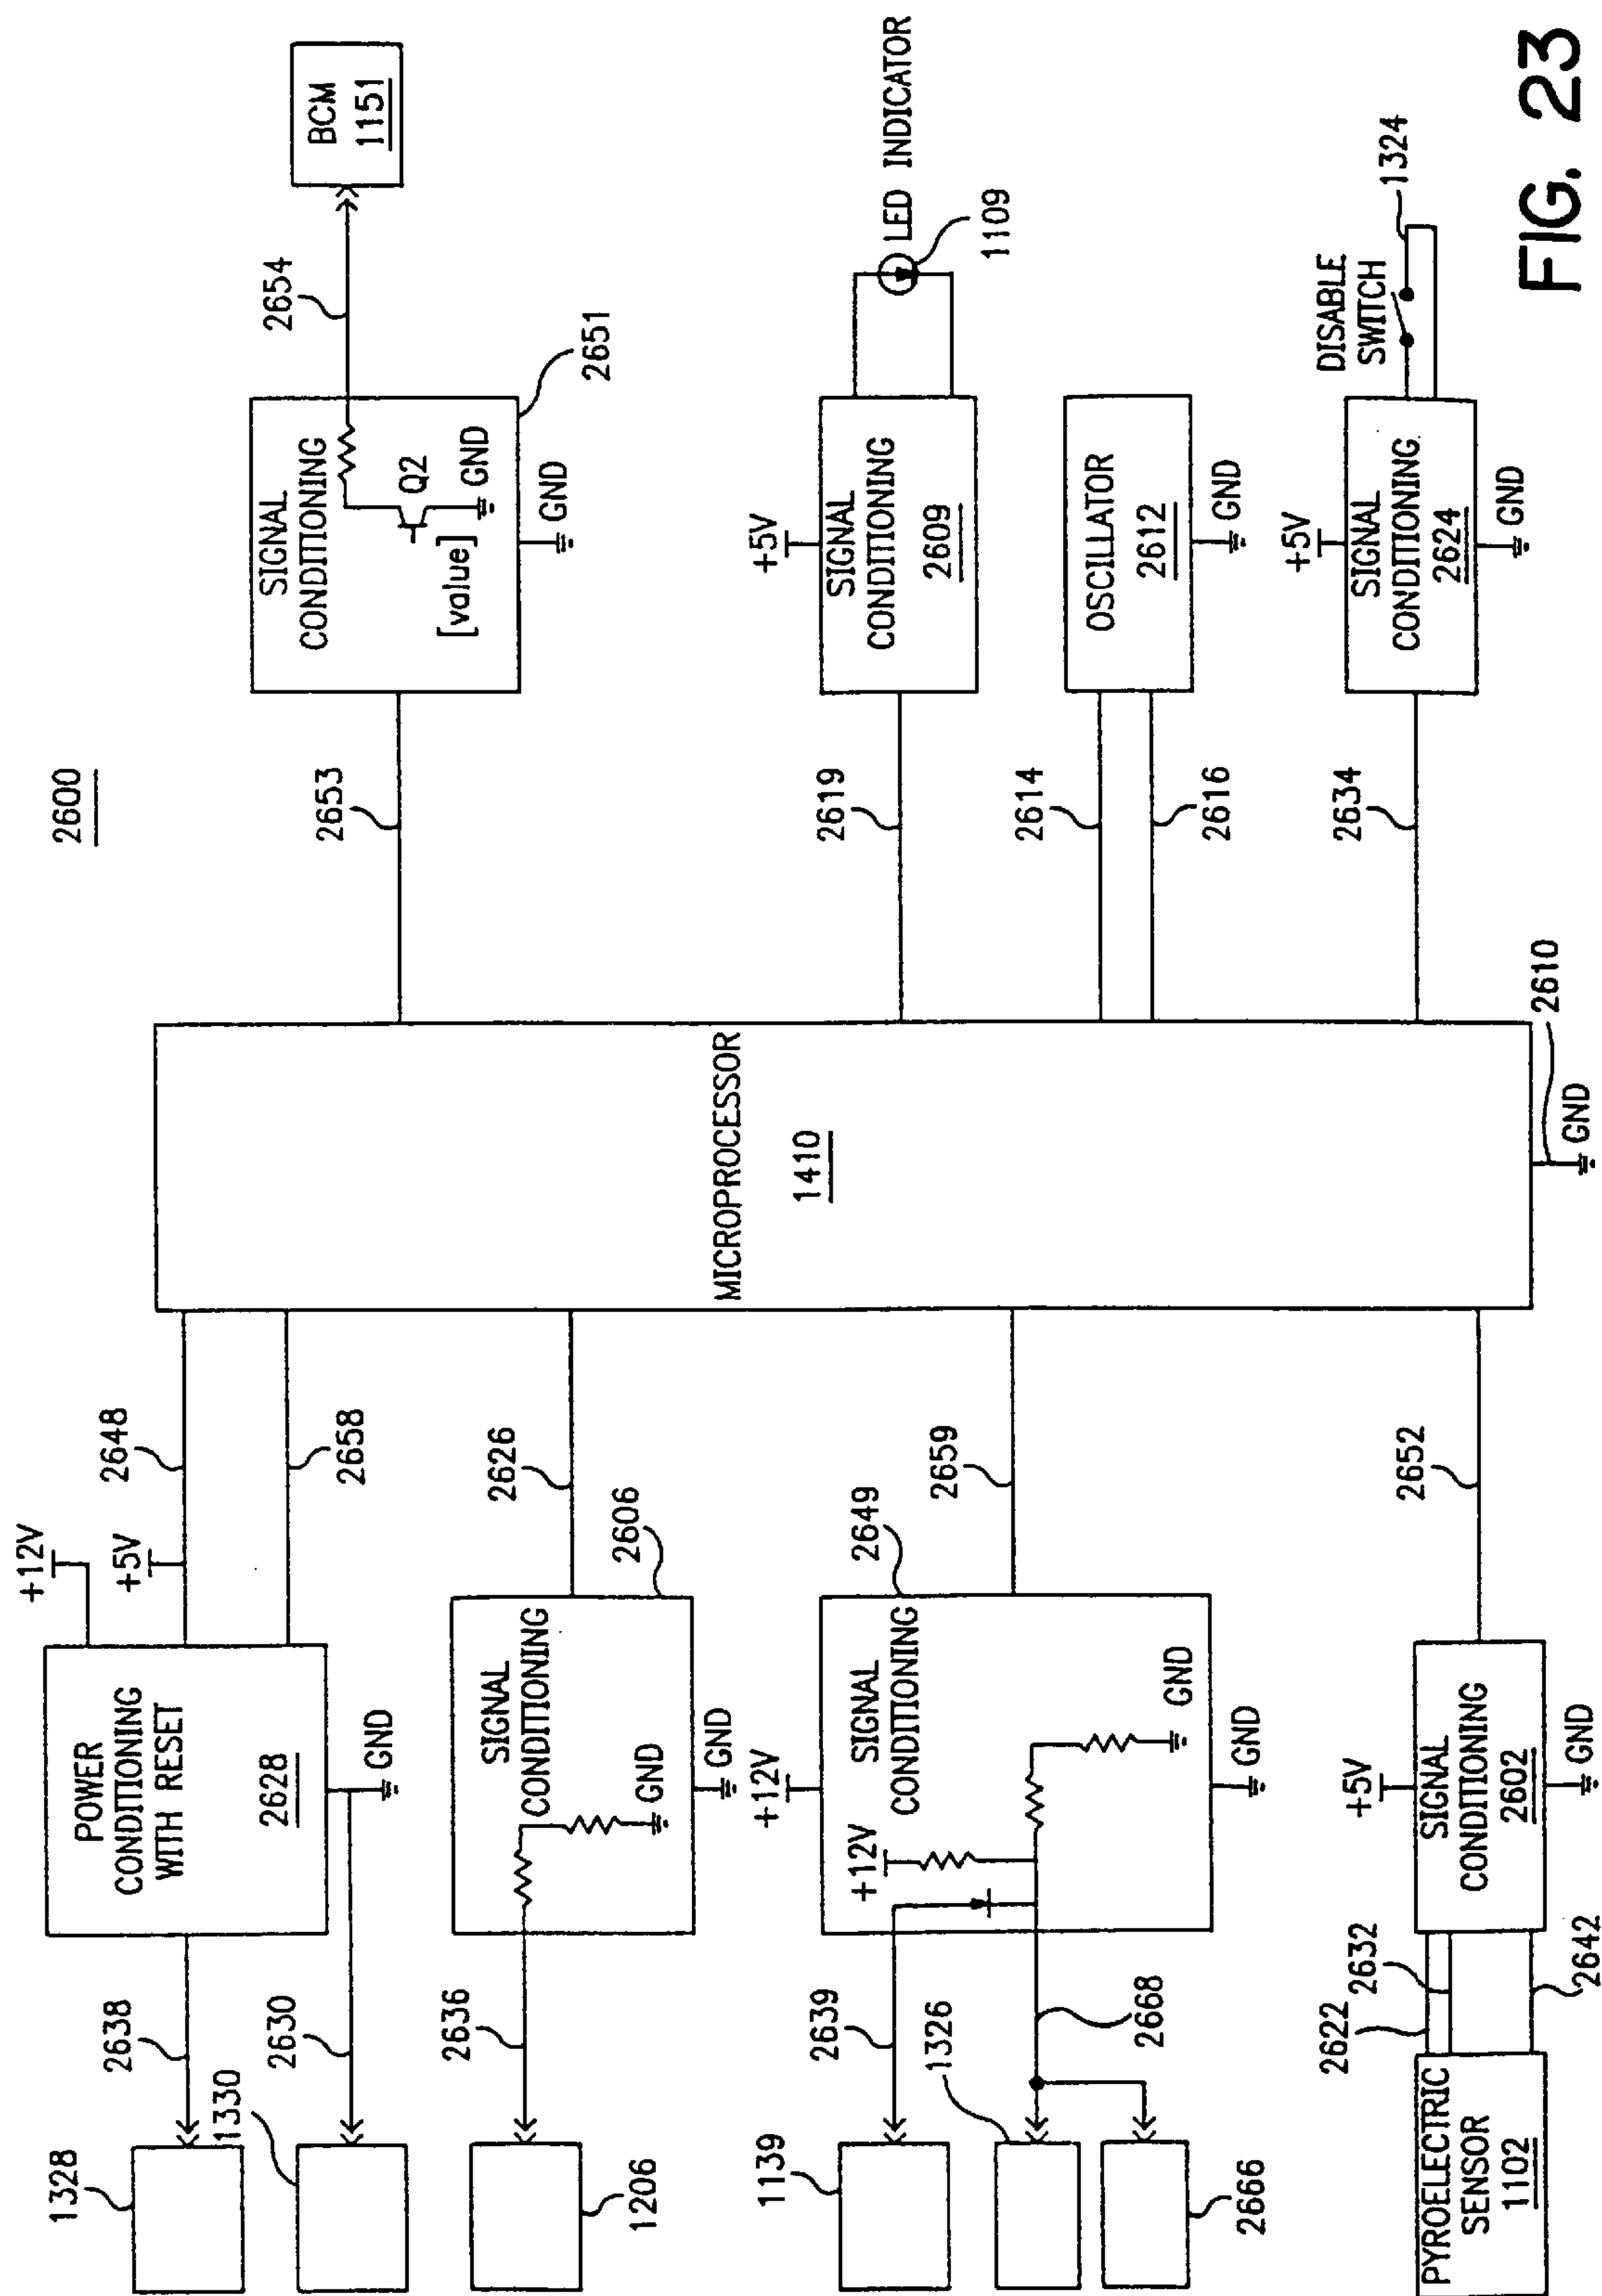 2600
1328
2638
POWER
CONDITIONING
WITH RESET
2628
+12V
+5V
2648
2658
1330
2630
GND
1206
2636
SIGNAL
CONDITIONING
GND
GND
2606
2626
1139
2639
1326
2668
2666
+12V
SIGNAL
CONDITIONING
+12V
GND
GND
2649
2659
PYROELECTRIC
SENSOR
1102
2622
2632
2642
+5V
SIGNAL
CONDITIONING
2602
GND
2652
MICROPROCESSOR
1410
2610
GND
2653
SIGNAL
CONDITIONING
Q2
[value]
GND
GND
2651
2654
BCM
1151
2619
+5V
SIGNAL
CONDITIONING
2609
LED INDICATOR
1109
2614
2616
OSCILLATOR
2612
GND
2634
+5V
SIGNAL
CONDITIONING
2624
GND
DISABLE
SWITCH
1324
FIG. 23